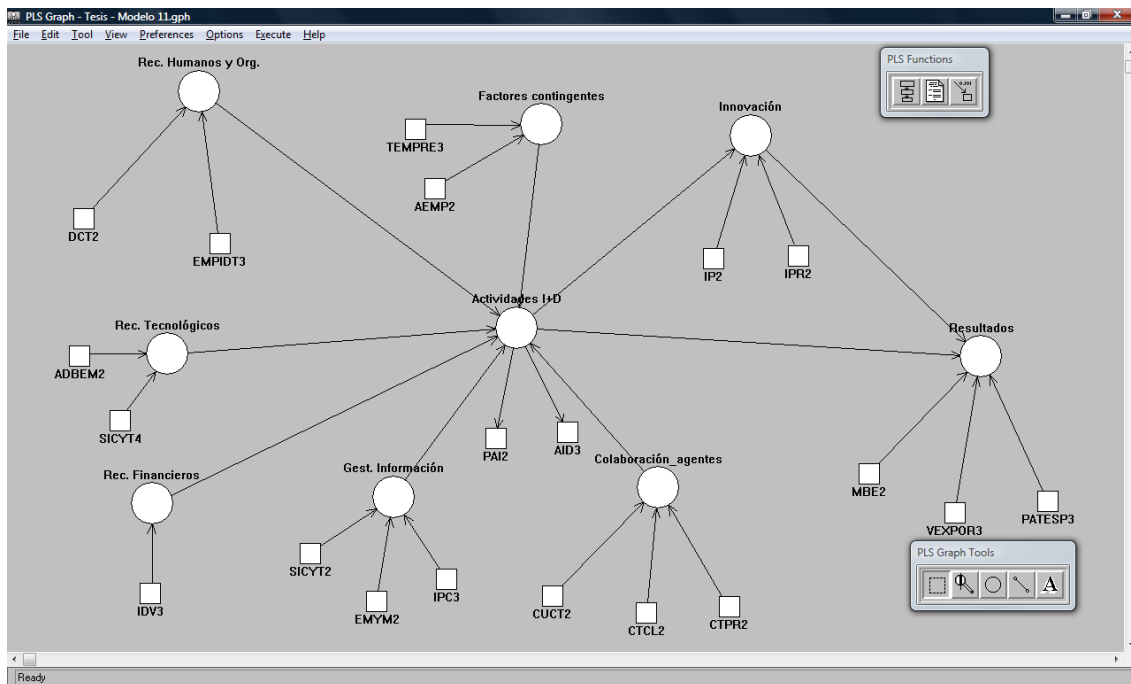 PLS Graph - Tesis - Modelo 11.gph
File Edit Tool View Preferences Options Execute Help
Rec. Humanos y Org.
Factores contingentes
Innovación
PLS Functions
0.301
TEMPRE3
AEMP2
DCT2
EMPIDT3
IP2
IPR2
Actividades I+D
Rec. Tecnológicos
Resultados
ADBEM2
SICYT4
PAI2
AID3
Rec. Financieros
Gest. Información
Colaboración_agentes
MBE2
VEXPOR3
PATESP3
SICYT2
IPC3
IDV3
EMYM2
CUCT2
CTCL2
CTPR2
PLS Graph Tools
A
Ready